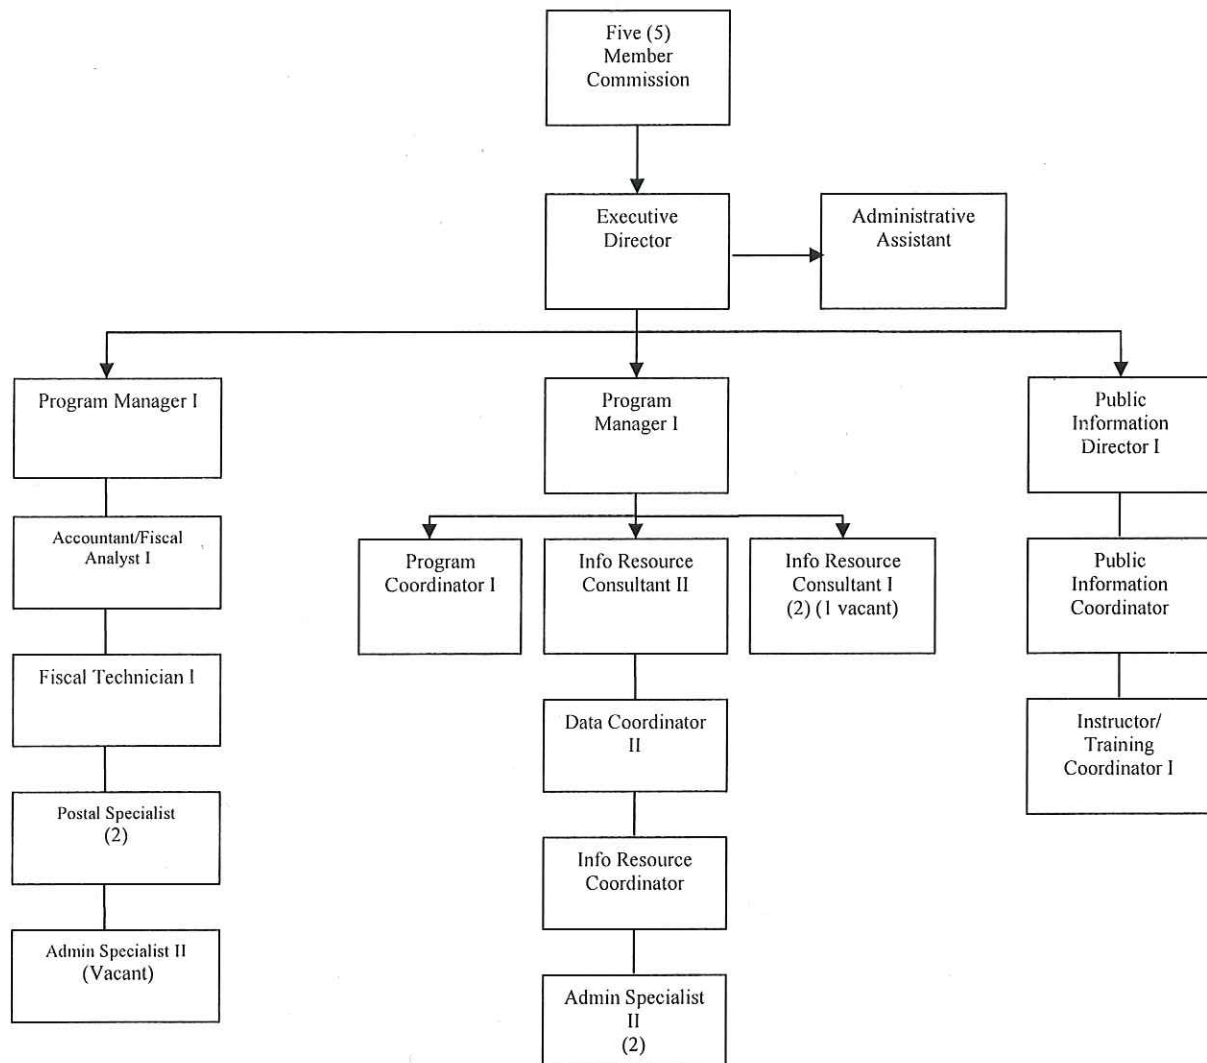 Five (5)
Member
Commission
Executive
Director
Administrative
Assistant
Program Manager I
Program
Manager I
Public
Information
Director I
Accountant/Fiscal
Analyst I
Program
Coordinator I
Info Resource
Consultant II
Info Resource
Consultant I
(2) (1 vacant)
Public
Information
Coordinator
Fiscal Technician I
Data Coordinator
II
Instructor/
Training
Coordinator I
Postal Specialist
(2)
Info Resource
Coordinator
Admin Specialist II
(Vacant)
Admin Specialist
II
(2)